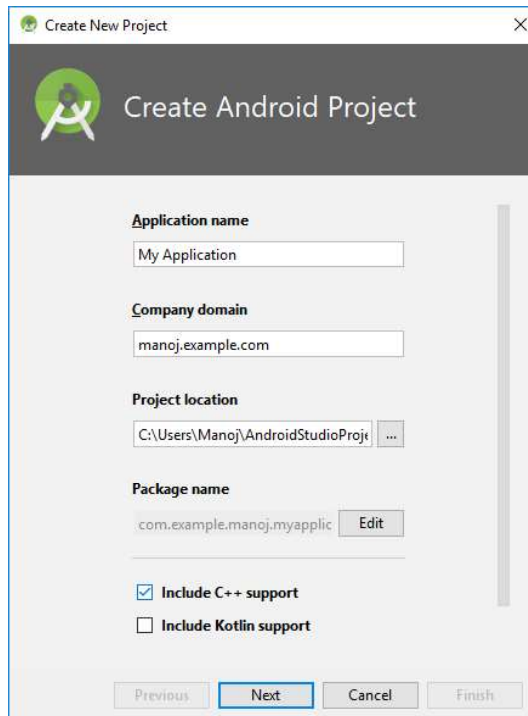 Create New Project
Create Android Project
Application name
My Application
Company domain
manoj.example.com
Project location
C:\Users\Manoj\AndroidStudioProje
...
Package name
com.example.manoj.myapplic
Edit
Include C++ support
Include Kotlin support
Previous
Next
Cancel
Finish